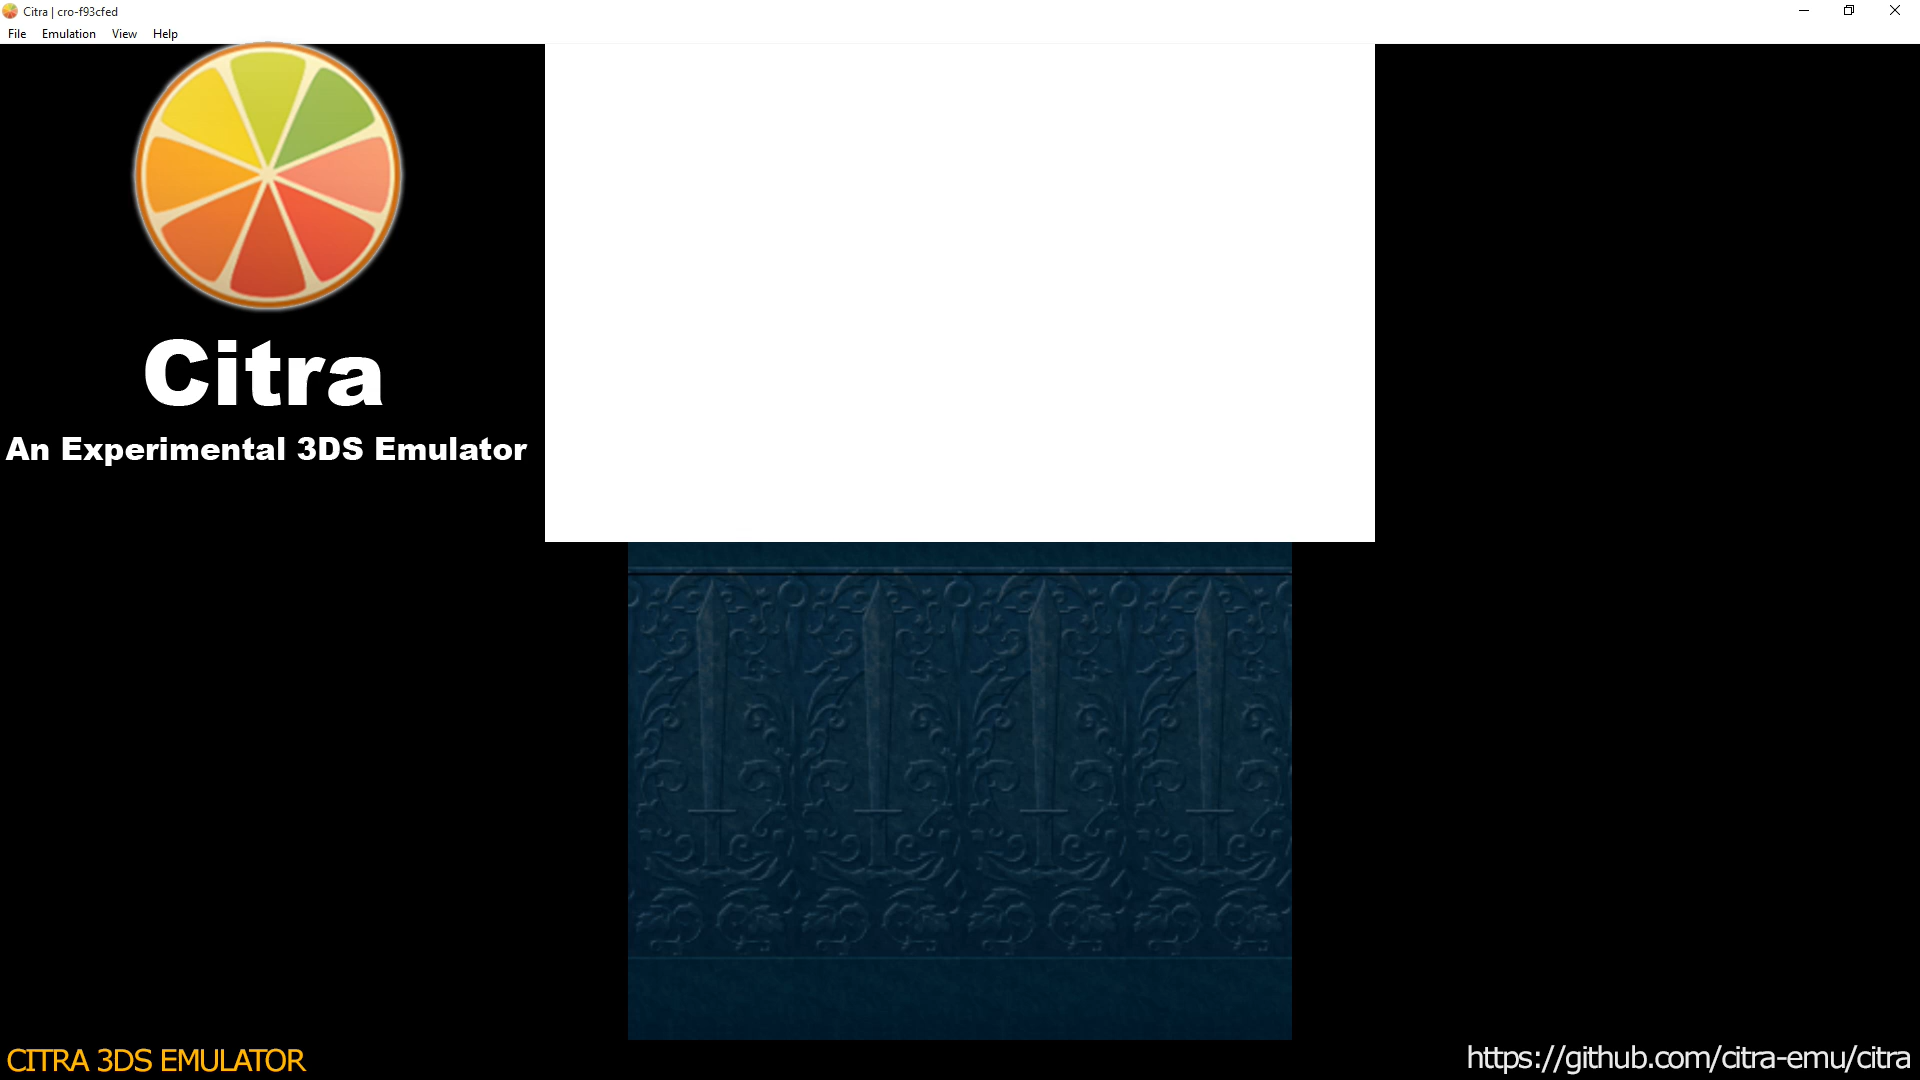 Citra | cro-f93cfed
File Emulation View Help
Citra
An Experimental 3DS Emulator
CITRA 3DS EMULATOR
https://github.com/citra-emu/citra